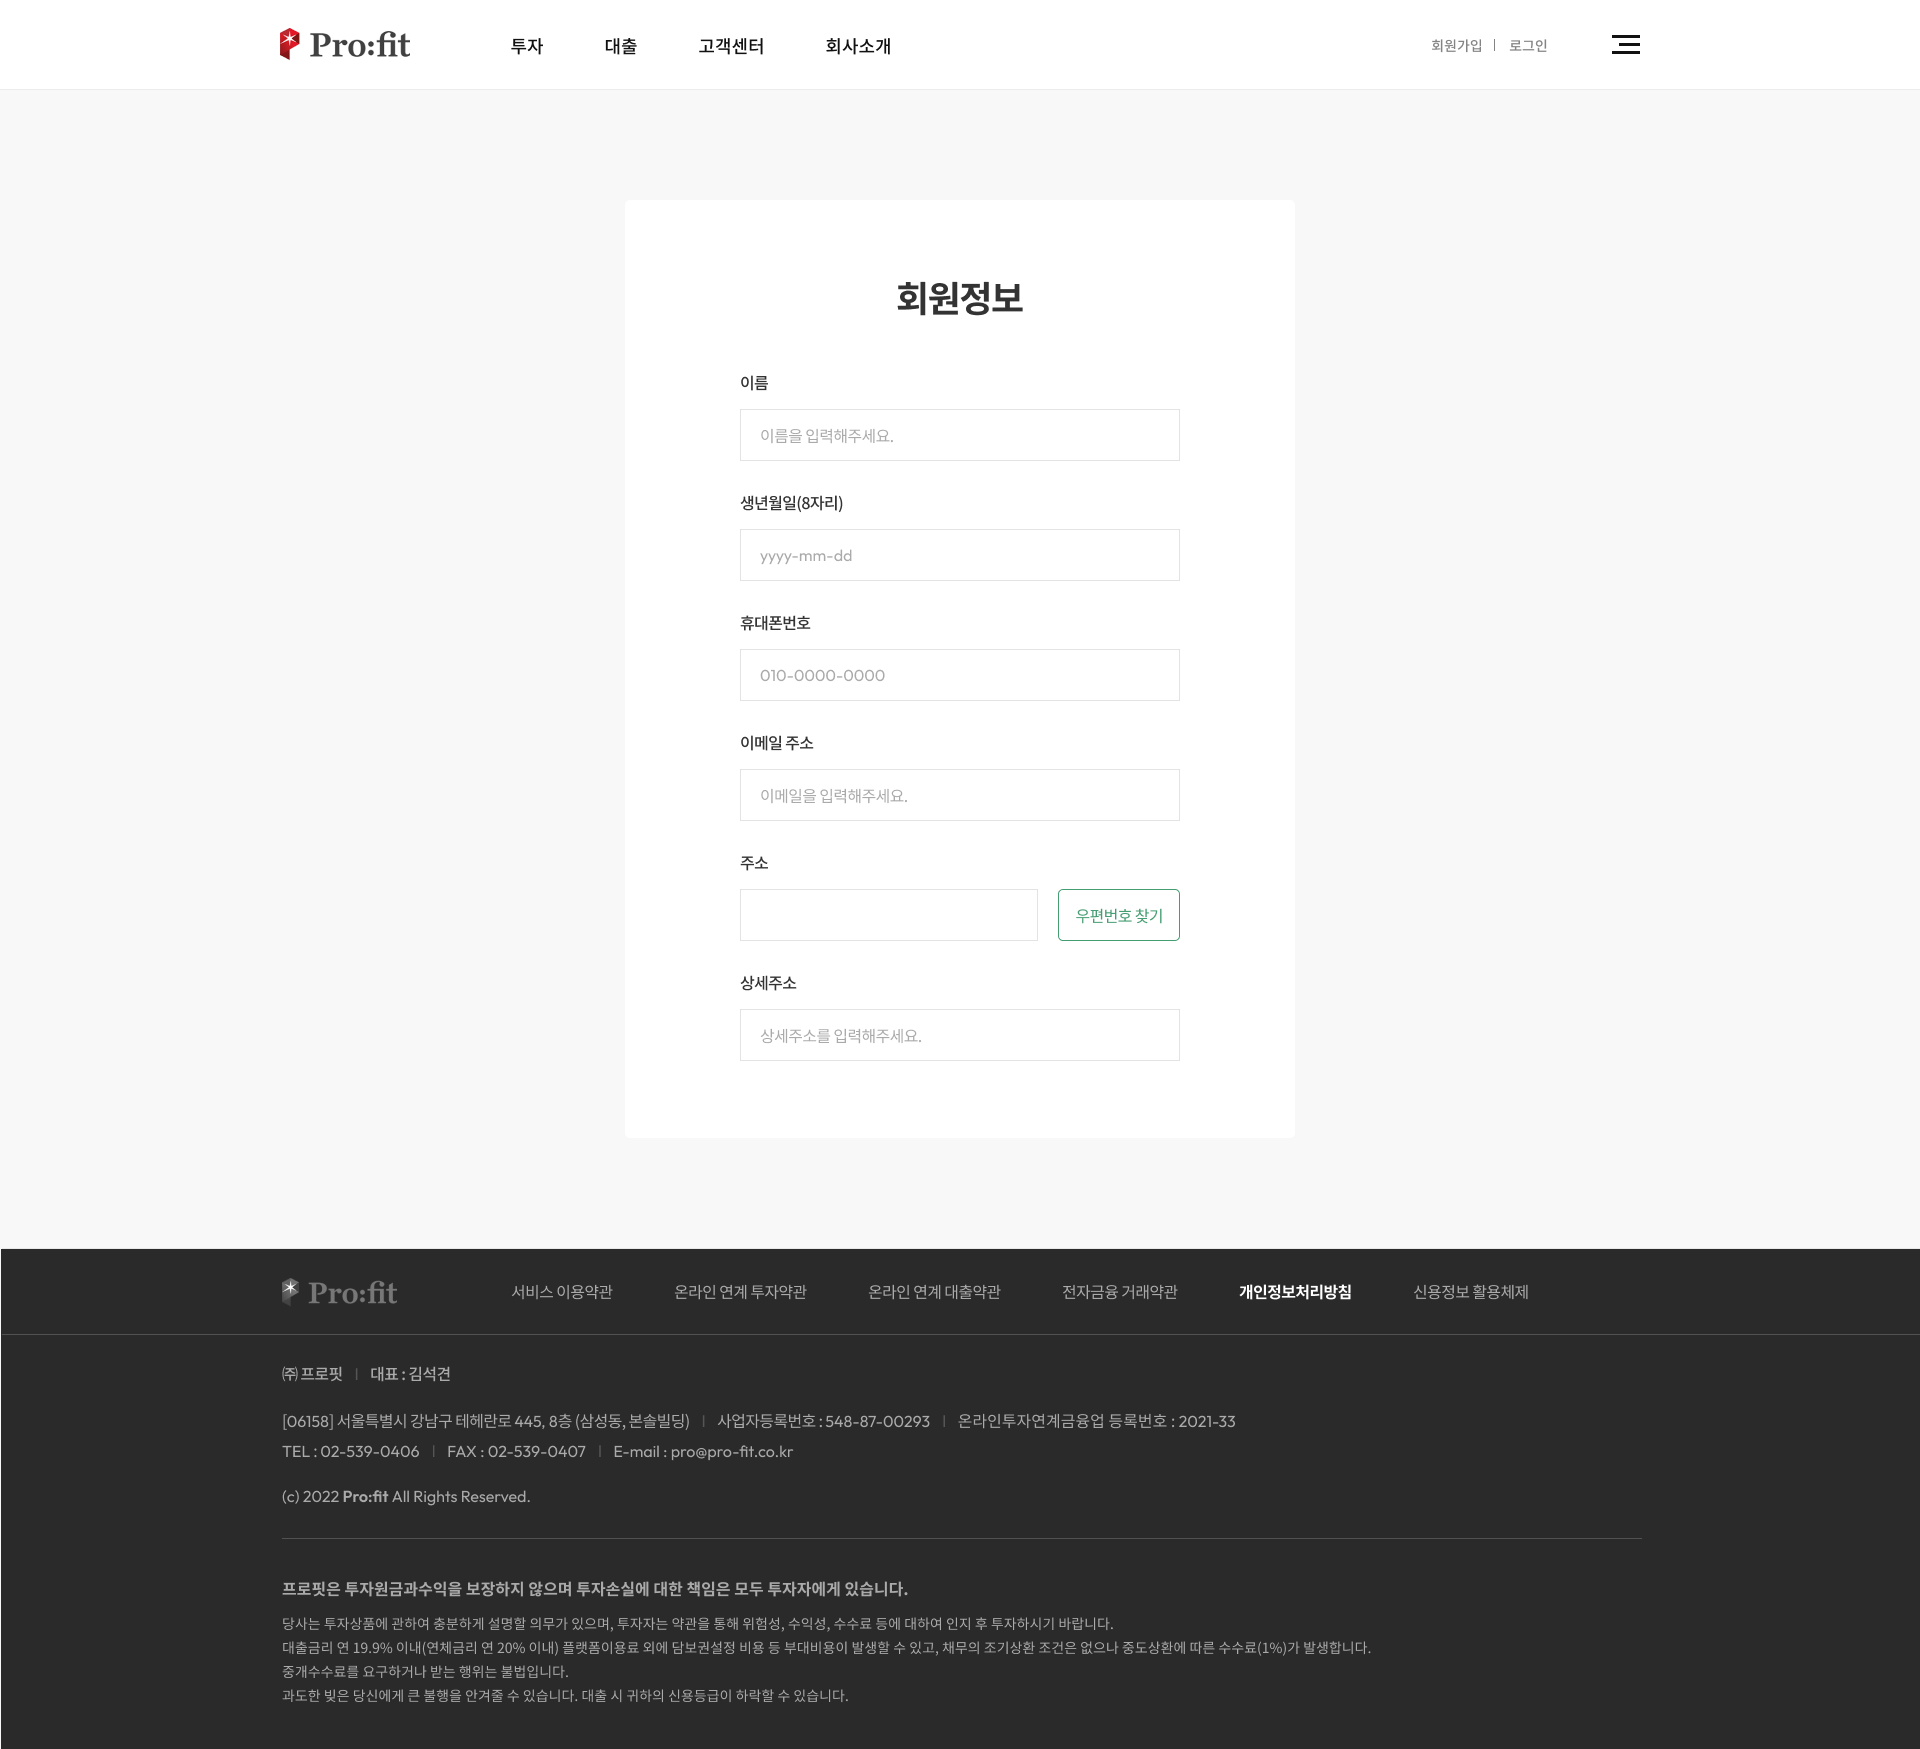 Pro:fit 투자 대출 고객센터 회사소개 회원가입 로그인
회원정보
이름
이름을 입력해주세요.
생년월일(8자리)
yyyy-mm-dd
휴대폰번호
010-0000-0000
이메일 주소
이메일을 입력해주세요.
주소
우편번호 찾기
상세주소
상세주소를 입력해주세요.
Pro:fit 서비스 이용약관 온라인 연계 투자약관 온라인 연계 대출약관 전자금융 거래약관 개인정보처리방침 신용정보 활용체제
㈜ 프로핏 | 대표 : 김석견
[06158] 서울특별시 강남구 테헤란로 445, 8층 (삼성동, 본솔빌딩) | 사업자등록번호 : 548-87-00293 | 온라인투자연계금융업 등록번호 : 2021-33
TEL : 02-539-0406 | FAX : 02-539-0407 | E-mail : pro@pro-fit.co.kr
(c) 2022 Pro:fit All Rights Reserved.
프로핏은 투자원금과수익을 보장하지 않으며 투자손실에 대한 책임은 모두 투자자에게 있습니다.
당사는 투자상품에 관하여 충분하게 설명할 의무가 있으며, 투자자는 약관을 통해 위험성, 수익성, 수수료 등에 대하여 인지 후 투자하시기 바랍니다.
대출금리 연 19.9% 이내(연체금리 연 20% 이내) 플랫폼이용료 외에 담보권설정 비용 등 부대비용이 발생할 수 있고, 채무의 조기상환 조건은 없으나 중도상환에 따른 수수료(1%)가 발생합니다.
중개수수료를 요구하거나 받는 행위는 불법입니다.
과도한 빚은 당신에게 큰 불행을 안겨줄 수 있습니다. 대출 시 귀하의 신용등급이 하락할 수 있습니다.